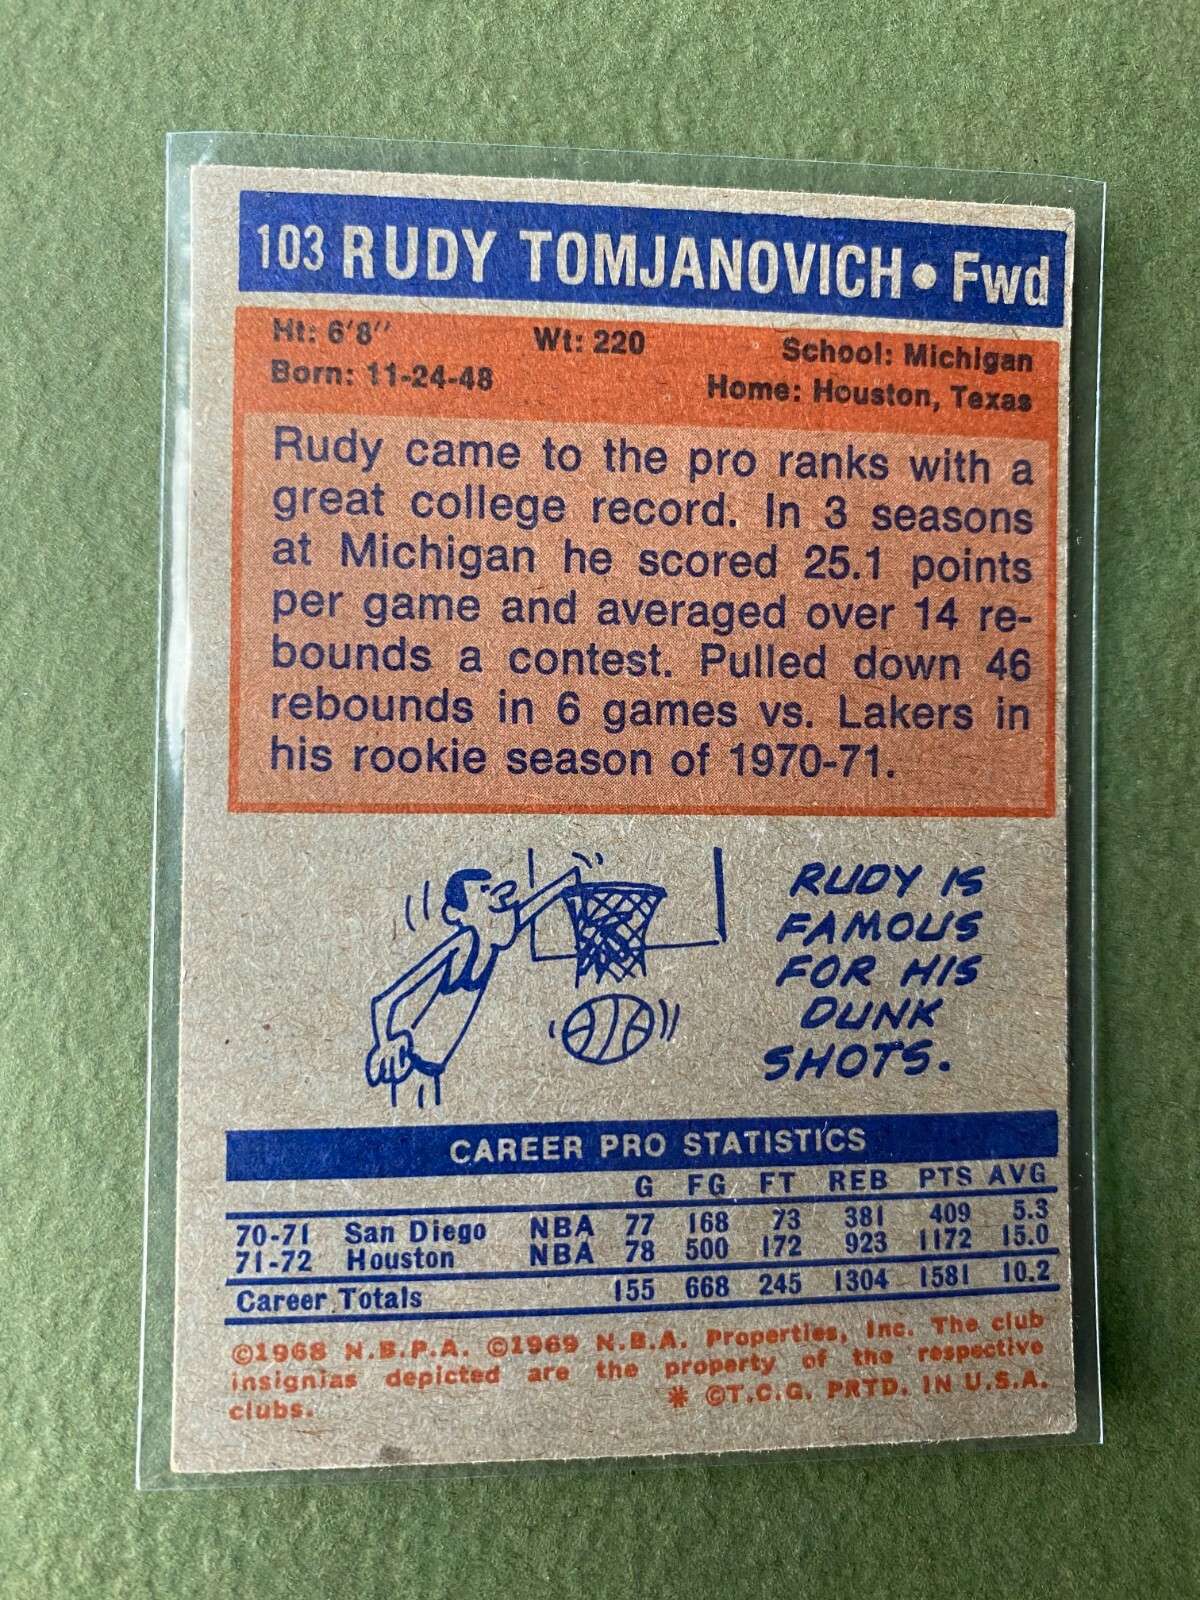 103 RUDY TOMJANOVICH • Fwd
Ht: 6'8'' Wt: 220 School: Michigan
Born: 11-24-48 Home: Houston, Texas
Rudy came to the pro ranks with a
great college record. In 3 seasons
at Michigan he scored 25.1 points
per game and averaged over 14 re-
bounds a contest. Pulled down 46
rebounds in 6 games vs. Lakers in
his rookie season of 1970-71.
RUDY IS
FAMOUS
FOR HIS
DUNK
SHOTS.
CAREER PRO STATISTICS
G FG FT REB PTS AVG
70-71 San Diego NBA 77 168 73 381 409 5.3
71-72 Houston NBA 78 500 172 923 1172 15.0
Career Totals 155 668 245 1304 1581 10.2
©1968 N.B.P.A. ©1969 N.B.A. Properties, Inc. The club
insignias depicted are the property of the respective
clubs. * ©T.C.G. PRTD. IN U.S.A.